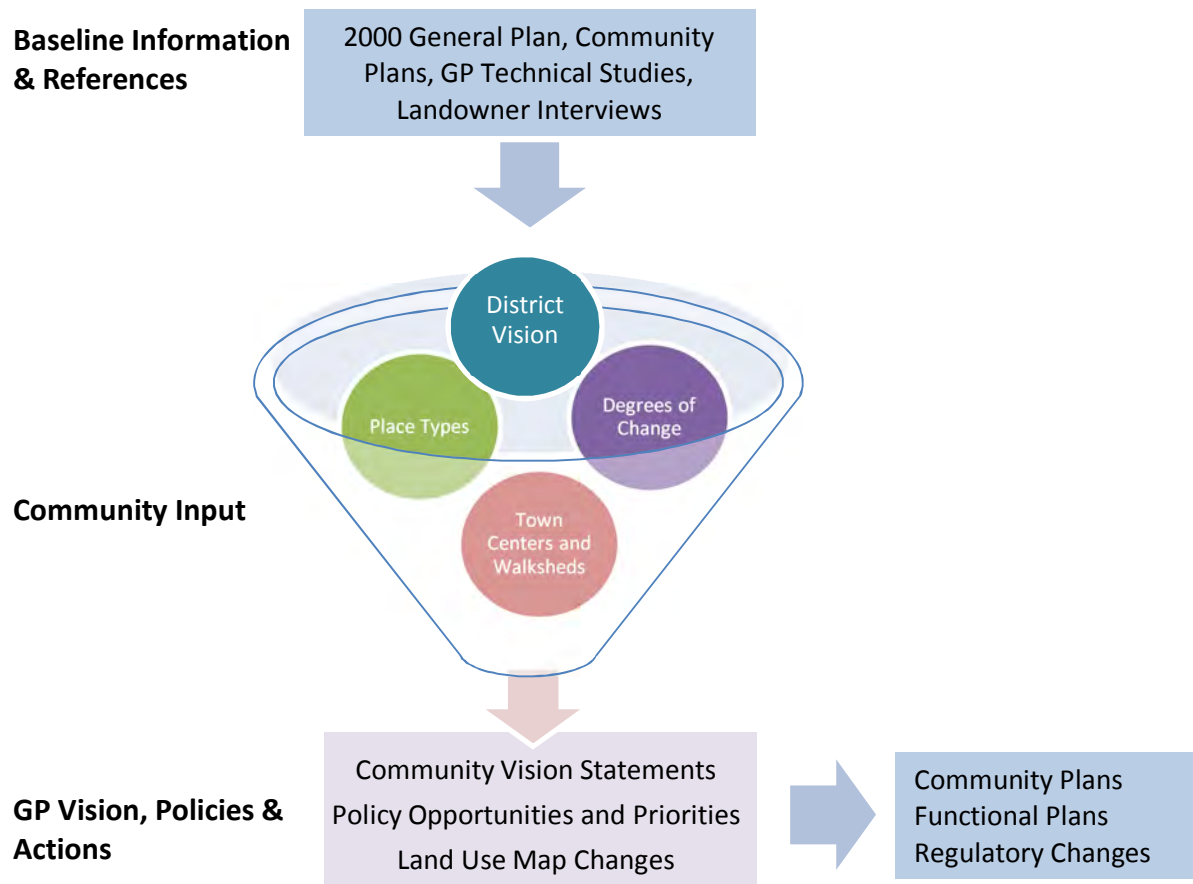 Baseline Information
& References
2000 General Plan, Community
Plans, GP Technical Studies,
Landowner Interviews
District
Vision
Place Types
Degrees of
Change
Community Input
Town
Centers and
Walksheds
GP Vision, Policies &
Actions
Community Vision Statements
Policy Opportunities and Priorities
Land Use Map Changes
Community Plans
Functional Plans
Regulatory Changes